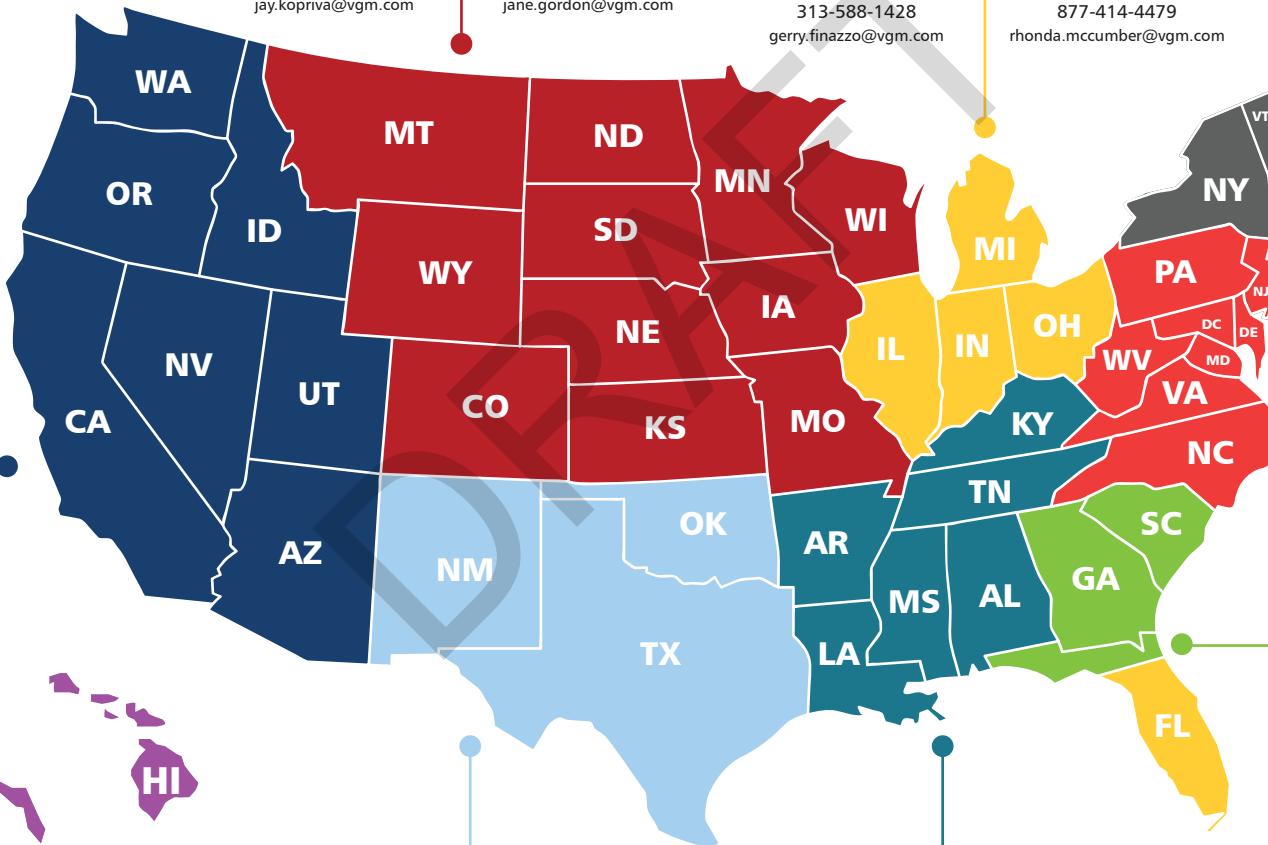 jay.kopriva@vgm.com
jane.gordon@vgm.com
313-588-1428
877-414-4479
gerry.finazzo@vgm.com
rhonda.mccumber@vgm.com
WA
MT
ND
MN
OR
ID
SD
WI
NY
VT
WY
MI
PA
NJ
NE
IA
IL
IN
OH
DC
DE
NV
UT
CO
KS
MO
WV
MD
VA
CA
KY
NC
TN
AZ
NM
OK
AR
SC
GA
MS
AL
TX
LA
FL
HI
DRAFT